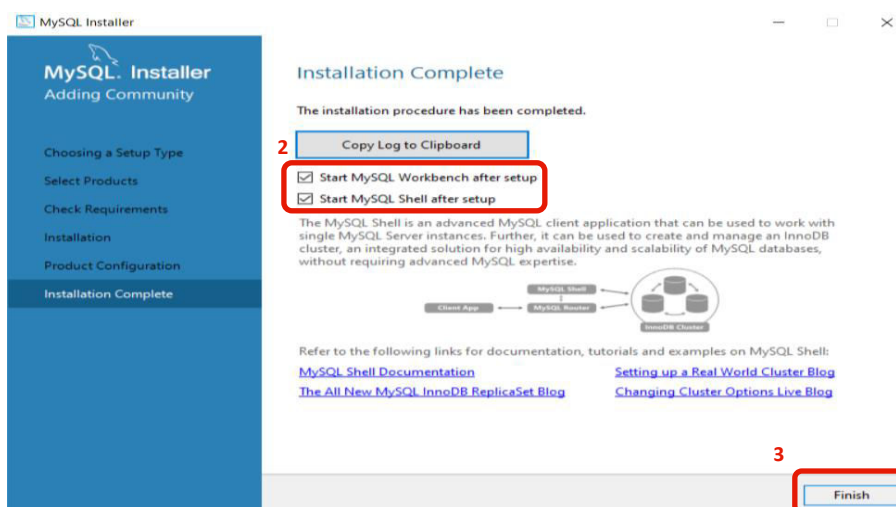 MySQL Installer
MySQL. Installer
Adding Community
Choosing a Setup Type
Select Products
Check Requirements
Installation
Product Configuration
Installation Complete
Installation Complete
The installation procedure has been completed.
2
Copy Log to Clipboard
Start MySQL Workbench after setup
Start MySQL Shell after setup
The MySQL Shell is an advanced MySQL client application that can be used to work with
single MySQL Server instances. Further, it can be used to create and manage an InnoDB
cluster, an integrated solution for high availability and scalability of MySQL databases,
without requiring advanced MySQL expertise.
MySQL Shell
Client App
MySQL Router
InnoDB Cluster
Refer to the following links for documentation, tutorials and examples on MySQL Shell:
MySQL Shell Documentation
Setting up a Real World Cluster Blog
The All New MySQL InnoDB ReplicaSet Blog
Changing Cluster Options Live Blog
3
Finish